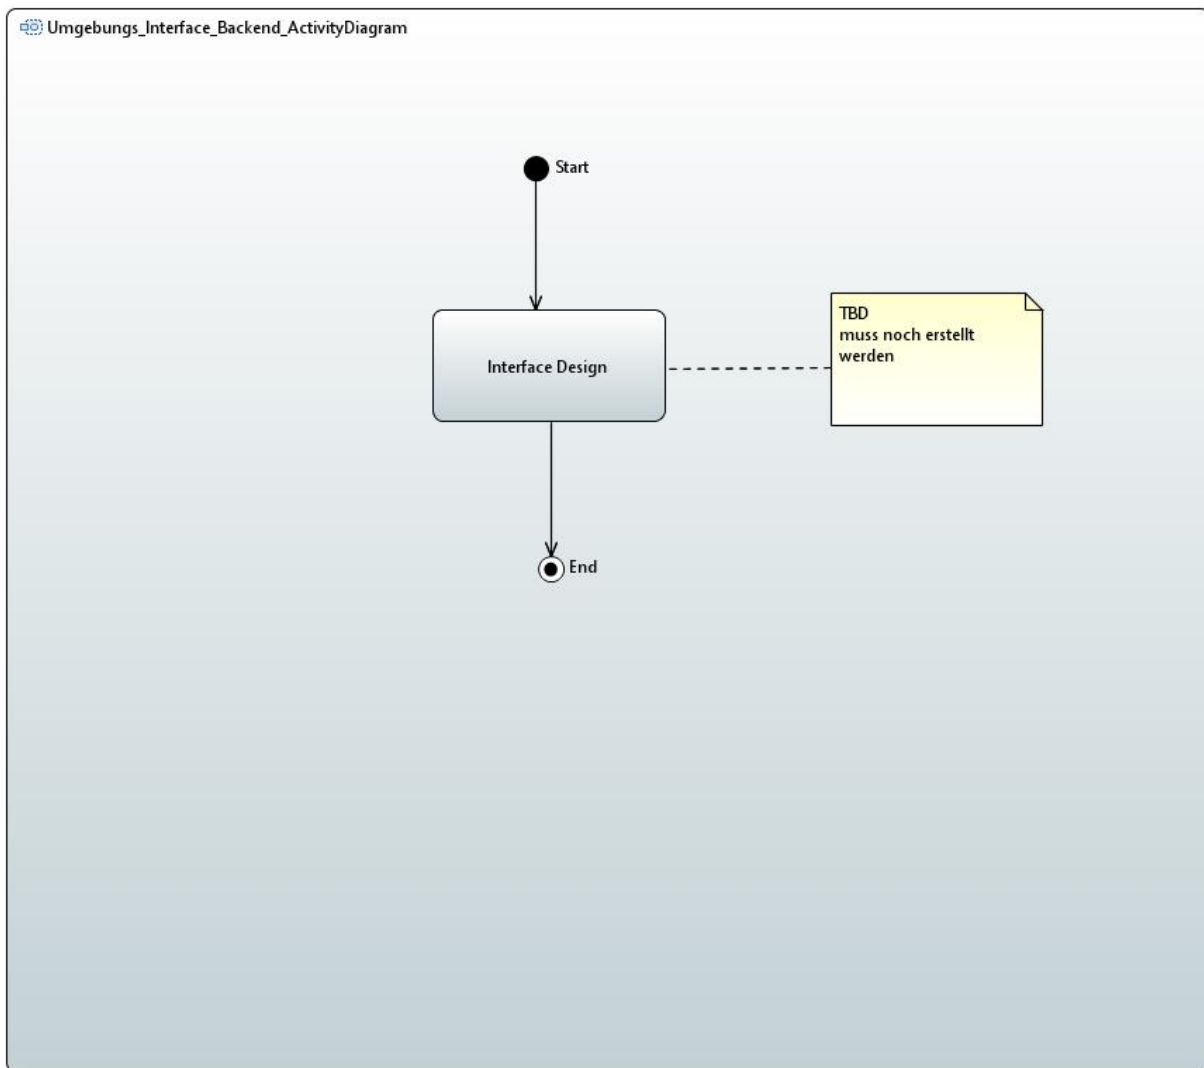 Umgebungs_Interface_Backend_ActivityDiagram
Start
Interface Design
TBD
muss noch erstellt
werden
End